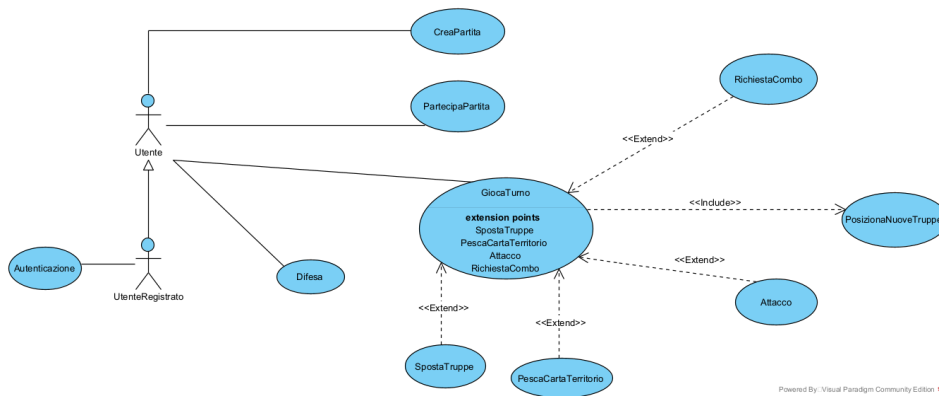 CreaPartita
RichiestaCombo
PartecipaPartita
<<Extend>>
Utente
GiocaTurno
<<Include>>
extension points
SpostaTruppe
PescaCartaTerritorio
Attacco
RichiestaCombo
PosizionaNuoveTruppe
Autenticazione
Difesa
<<Extend>>
UtenteRegistrato
Attacco
<<Extend>>
<<Extend>>
SpostaTruppe
PescaCartaTerritorio
Powered By: Visual Paradigm Community Edition